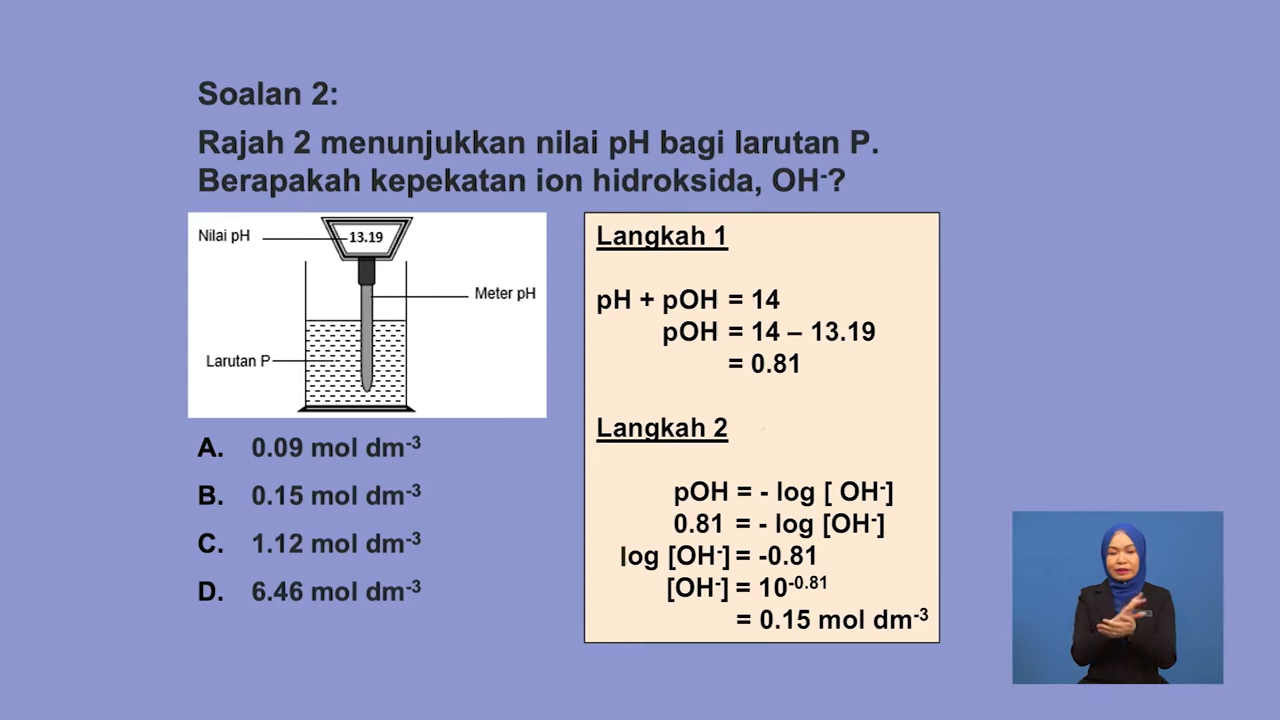 Soalan 2:
Rajah 2 menunjukkan nilai pH bagi larutan P.
Berapakah kepekatan ion hidroksida, OH⁻?
Nilai pH
13.19
Meter pH
Larutan P
A. 0.09 mol dm⁻³
B. 0.15 mol dm⁻³
C. 1.12 mol dm⁻³
D. 6.46 mol dm⁻³
Langkah 1
pH + pOH = 14
pOH = 14 – 13.19
= 0.81
Langkah 2
pOH = - log [ OH⁻]
0.81 = - log [OH⁻]
log [OH⁻] = -0.81
[OH⁻] = 10⁻⁰·⁸¹
= 0.15 mol dm⁻³